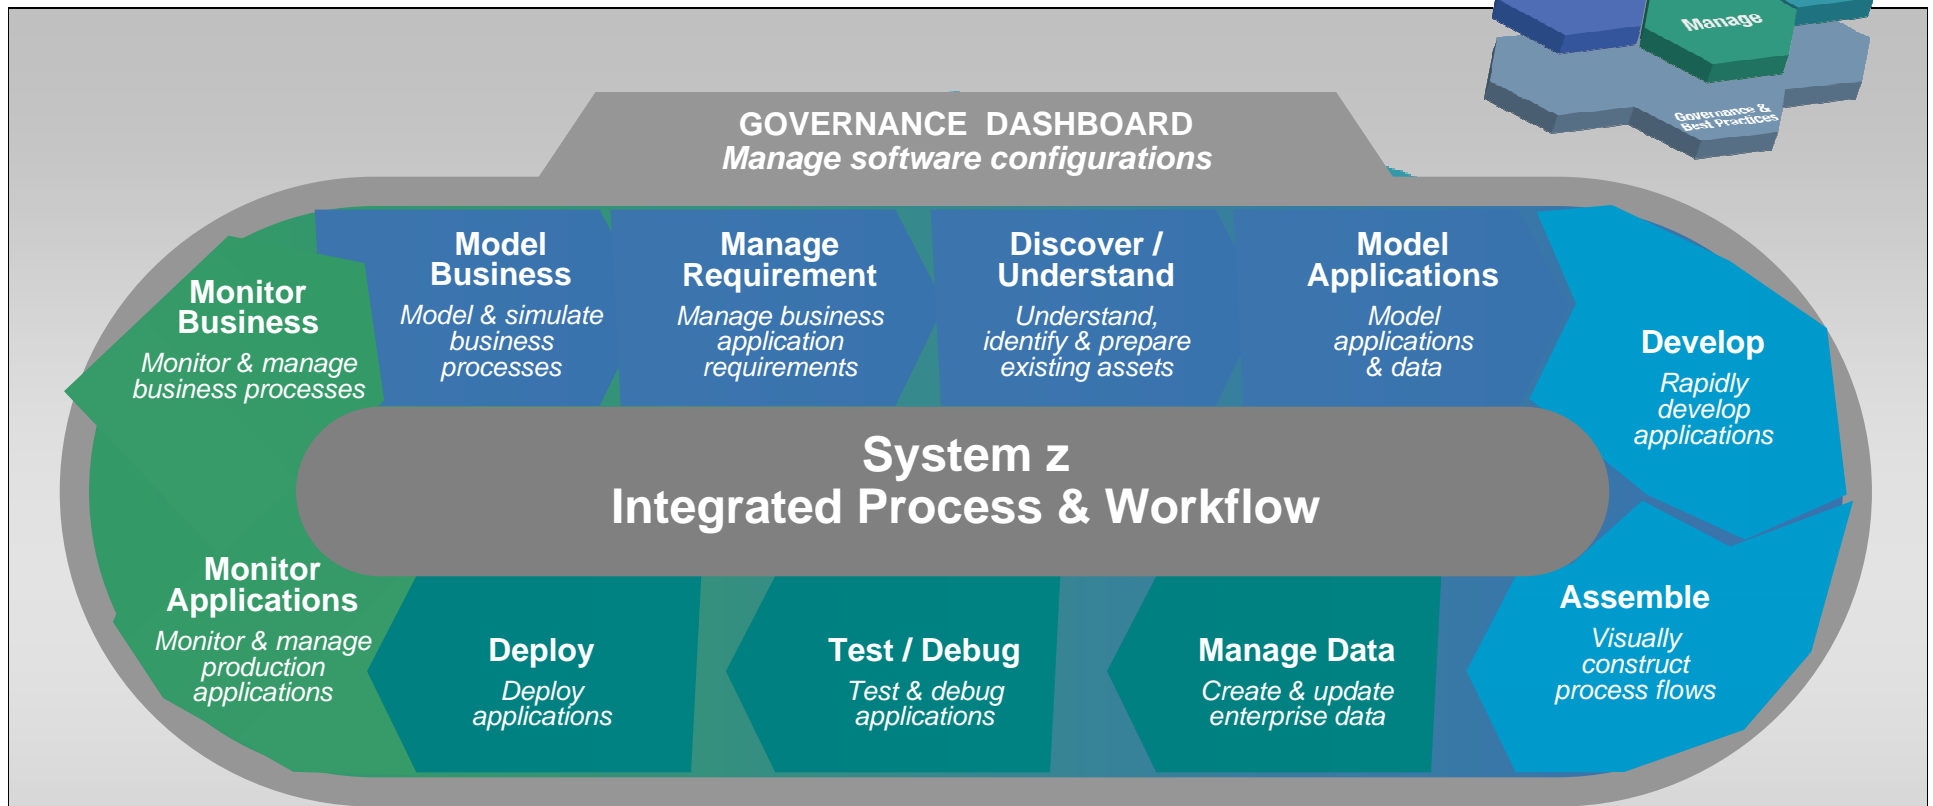 Manage
Governance &
Best Practices
GOVERNANCE DASHBOARD
Manage software configurations
Monitor
Business
Monitor & manage
business processes
Model
Business
Model & simulate
business
processes
Manage
Requirement
Manage business
application
requirements
Discover /
Understand
Understand,
identify & prepare
existing assets
Model
Applications
Model
applications
& data
Develop
Rapidly
develop
applications
System z
Integrated Process & Workflow
Monitor
Applications
Monitor & manage
production
applications
Deploy
Deploy
applications
Test / Debug
Test & debug
applications
Manage Data
Create & update
enterprise data
Assemble
Visually
construct
process flows